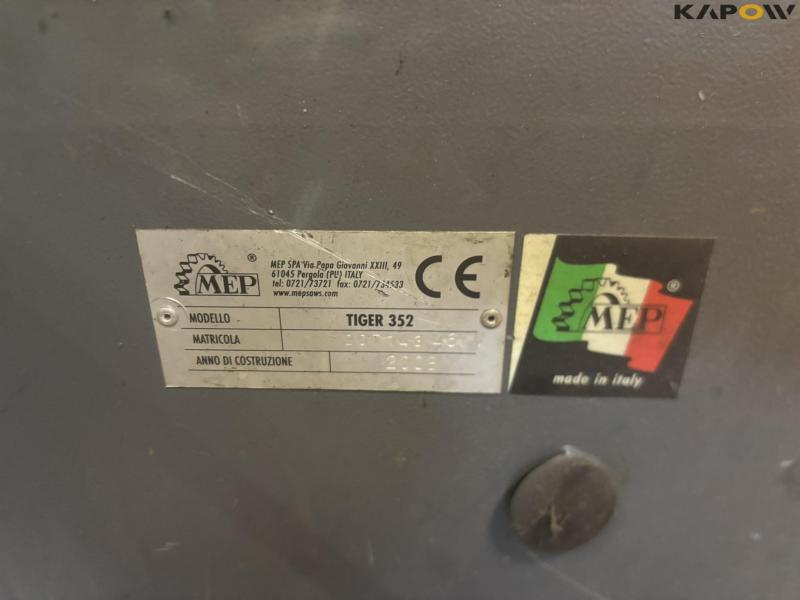 KAPOW
MEP ®
MEP SPA Via Papa Giovanni XXIII, 49
61045 Pergola (PU) ITALY
tel: 0721/73721 fax: 0721/734533
www.mepsaws.com
CE
MODELLO TIGER 352
MATRICOLA
ANNO DI COSTRUZIONE
MEP ®
made in italy